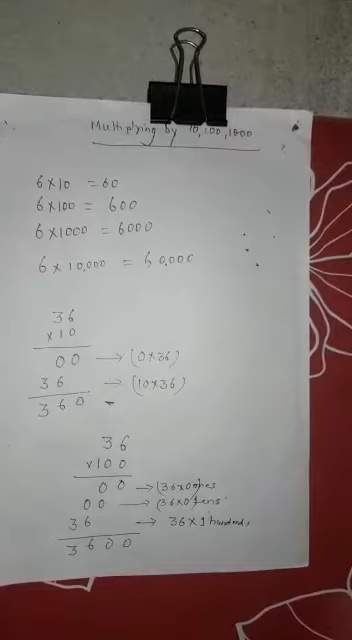 Multiplying by 10,100,1000
6×10 = 60
6×100 = 600
6×1000 = 6000
6 × 10,000 = 60,000
36
×10
00 → (0×36)
36 → (10×36)
360
36
×100
00 → (36×0 ones
00 → (36×0 tens
36 → 36×1 hundred,
3600